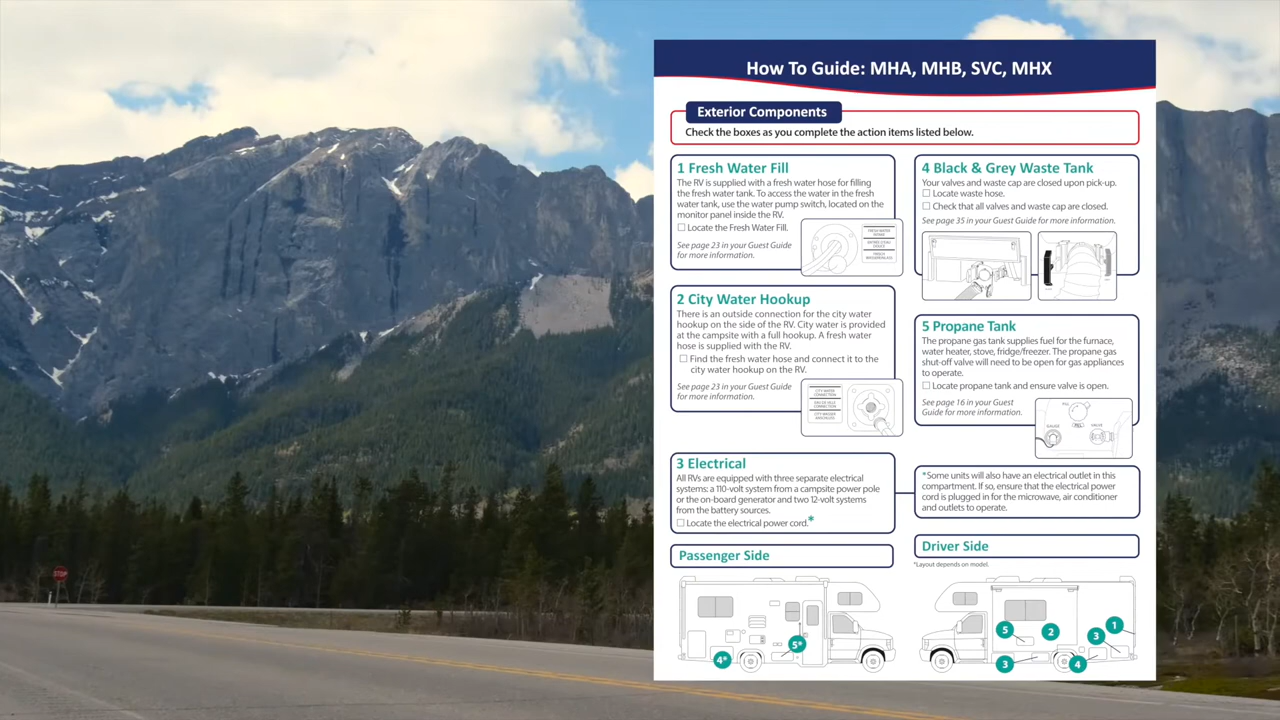 How To Guide: MHA, MHB, SVC, MHX
Exterior Components
Check the boxes as you complete the action items listed below.
1 Fresh Water Fill
The RV is supplied with a fresh water hose for filling
the fresh water tank. To access the water in the fresh
water tank, use the water pump switch, located on the
monitor panel inside the RV.
Locate the Fresh Water Fill.
See page 23 in your Guest Guide
for more information.
2 City Water Hookup
There is an outside connection for the city water
hookup on the side of the RV. City water is provided
at the campsite with a full hookup. A fresh water
hose is supplied with the RV.
Find the fresh water hose and connect it to the
city water hookup on the RV.
See page 23 in your Guest Guide
for more information.
CITY WATER
CONNECTION
3 Electrical
All RVs are equipped with three separate electrical
systems: a 110-volt system from a campsite power pole
or the on-board generator and two 12-volt systems
from the battery sources.
Locate the electrical power cord.*
4 Black & Grey Waste Tank
Your valves and waste cap are closed upon pick-up.
Locate waste hose.
Check that all valves and waste cap are closed.
See page 35 in your Guest Guide for more information.
5 Propane Tank
The propane gas tank supplies fuel for the furnace,
water heater, stove, fridge/freezer. The propane gas
shut-off valve will need to be open for gas appliances
to operate.
Locate propane tank and ensure valve is open.
See page 16 in your Guest
Guide for more information.
FILL
GAUGE
VALVE
*Some units will also have an electrical outlet in this
compartment. If so, ensure that the electrical power
cord is plugged in for the microwave, air conditioner
and outlets to operate.
Passenger Side
Driver Side
*Layout depends on model.
4*
5*
5
2
3
1
3
4
STOP